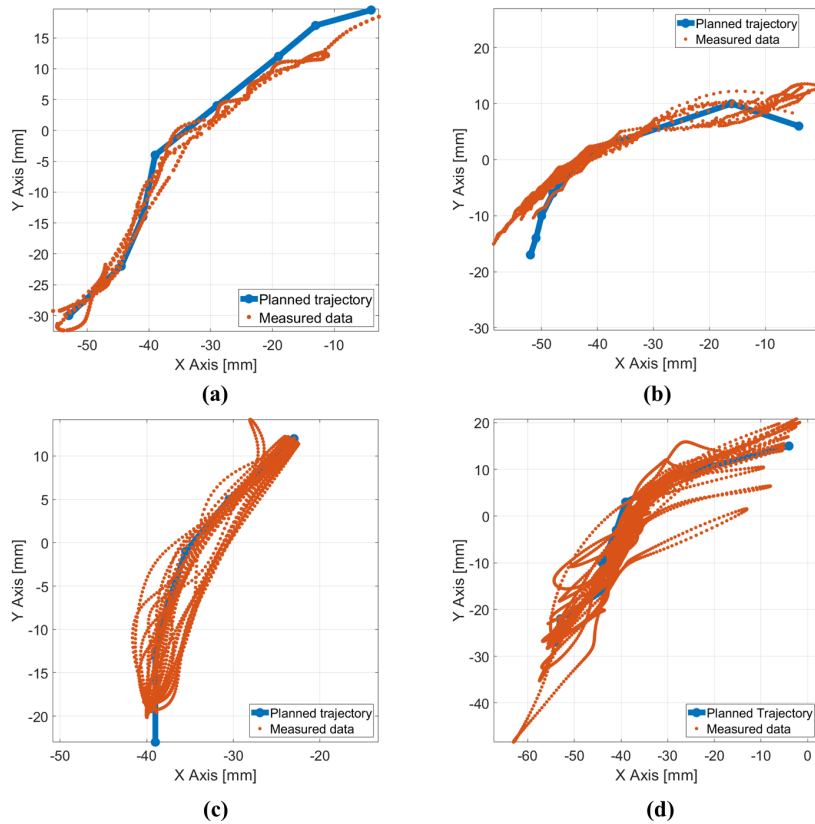 15
10
5
0
-5
-10
-15
-20
-25
-30
Y Axis [mm]
Planned trajectory
Measured data
-50 -40 -30 -20 -10
X Axis [mm]
(a)
20
10
0
-10
-20
-30
Y Axis [mm]
Planned trajectory
Measured data
-50 -40 -30 -20 -10
X Axis [mm]
(b)
10
5
0
-5
-10
-15
-20
Y Axis [mm]
Planned trajectory
Measured data
-50 -40 -30 -20
X Axis [mm]
(c)
20
10
0
-10
-20
-30
-40
Y Axis [mm]
Planned Trajectory
Measured data
-60 -50 -40 -30 -20 -10 0
X Axis [mm]
(d)